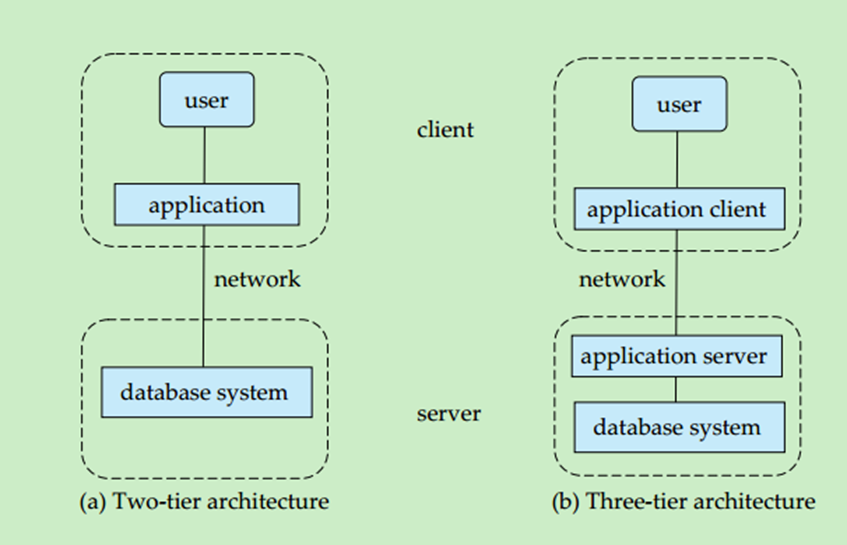 user
application
network
database system
(a) Two-tier architecture
client
server
user
application client
network
application server
database system
(b) Three-tier architecture